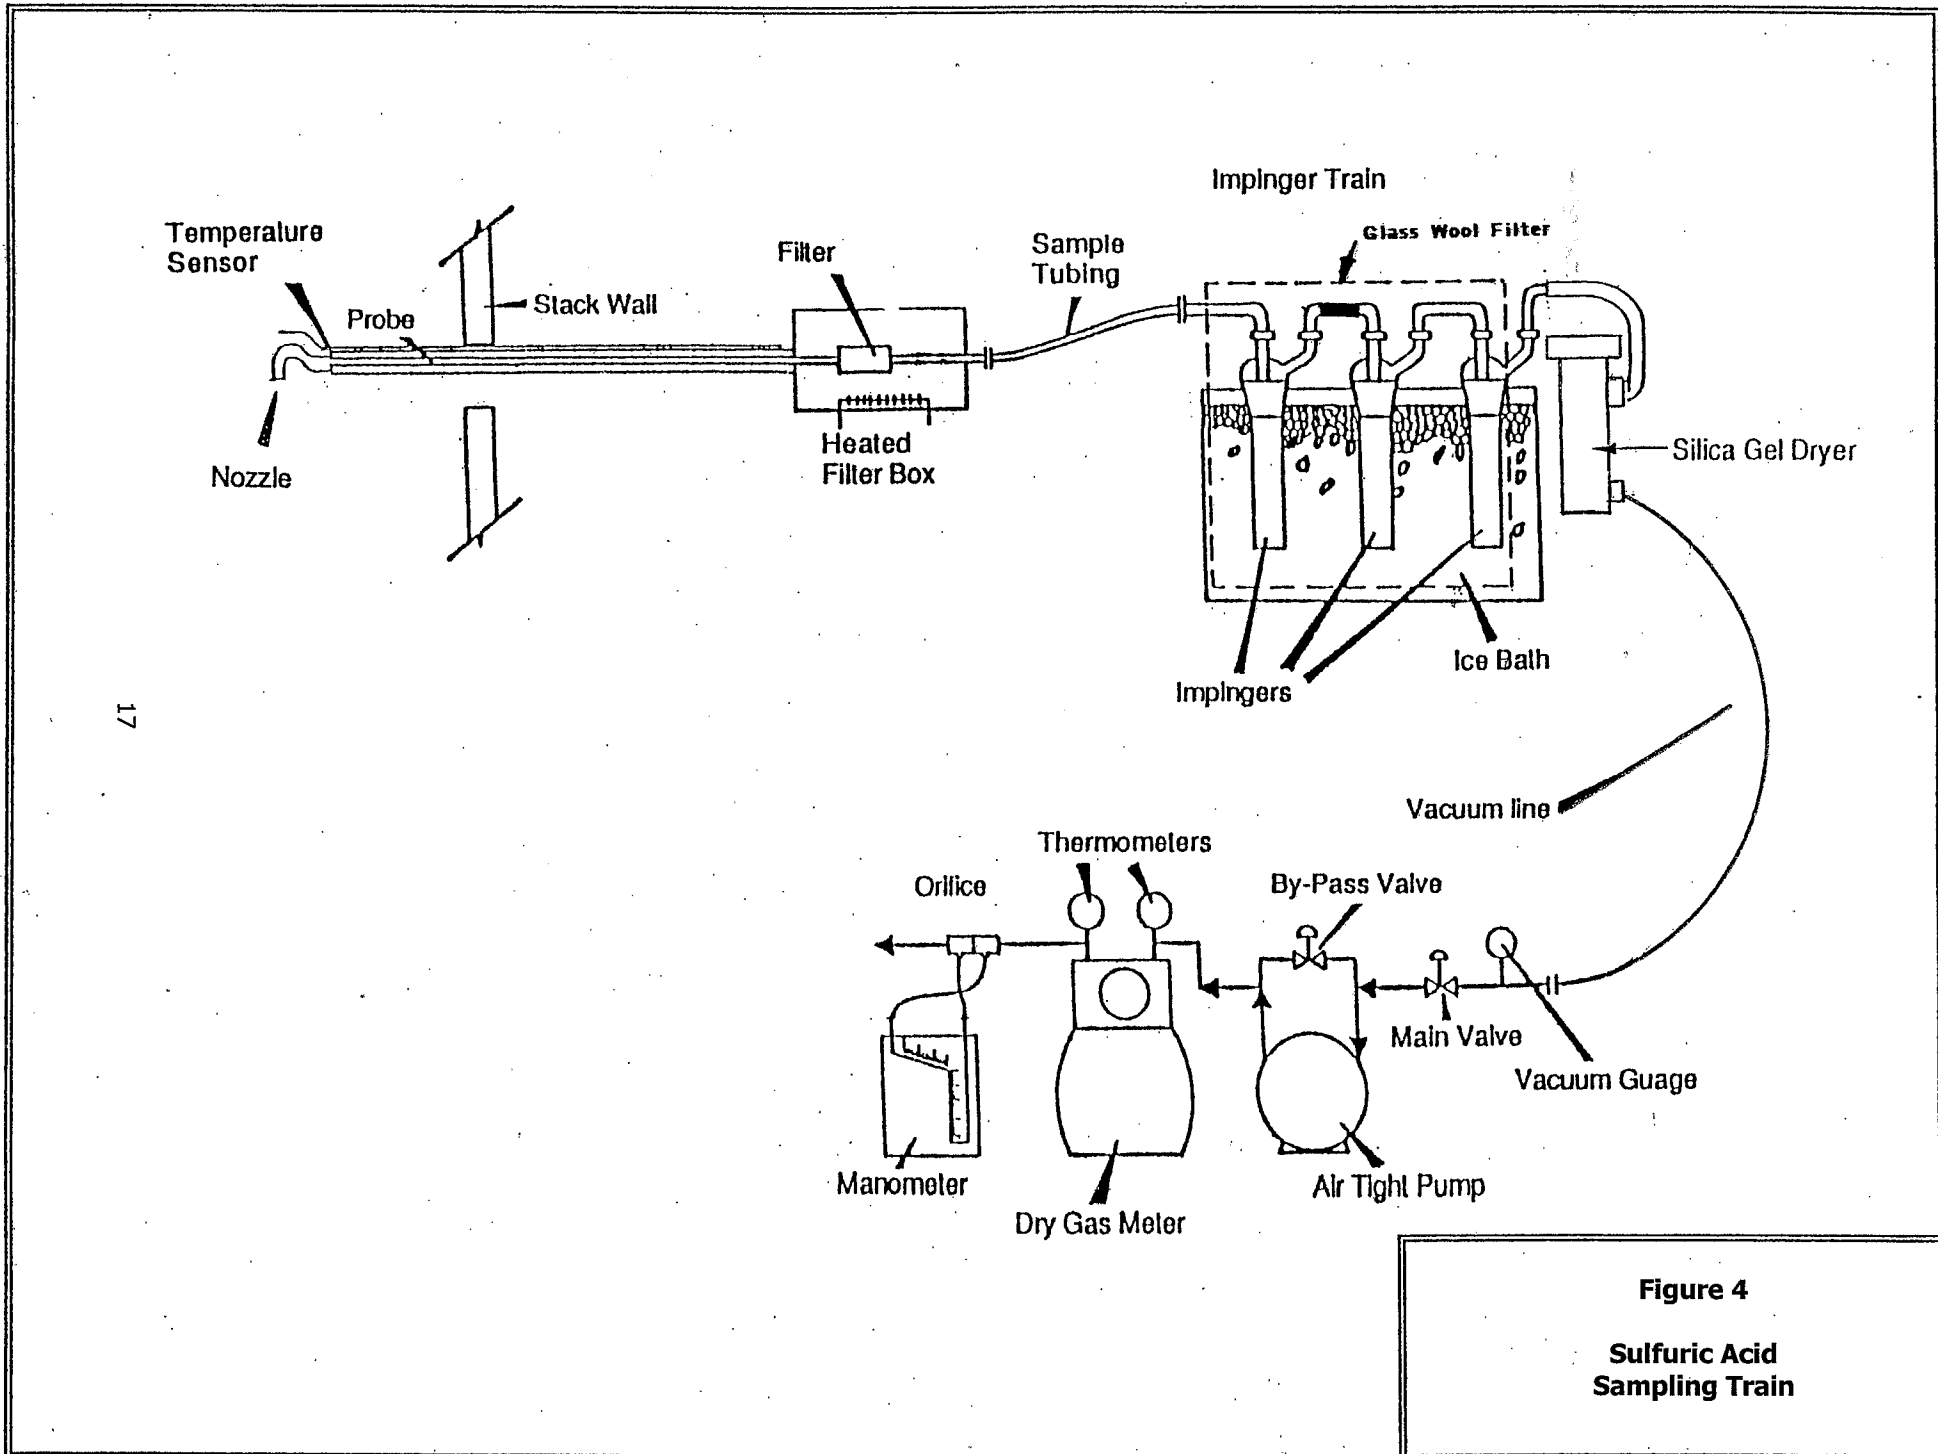 Impinger Train
Glass Wool Filter
Temperature
Sensor
Probe
Stack Wall
Filter
Sample
Tubing
Nozzle
Heated
Filter Box
Silica Gel Dryer
Ice Bath
Impingers
17
Vacuum line
Thermometers
Orifice
By-Pass Valve
Main Valve
Vacuum Guage
Manometer
Air Tight Pump
Dry Gas Meter
Figure 4
Sulfuric Acid
Sampling Train